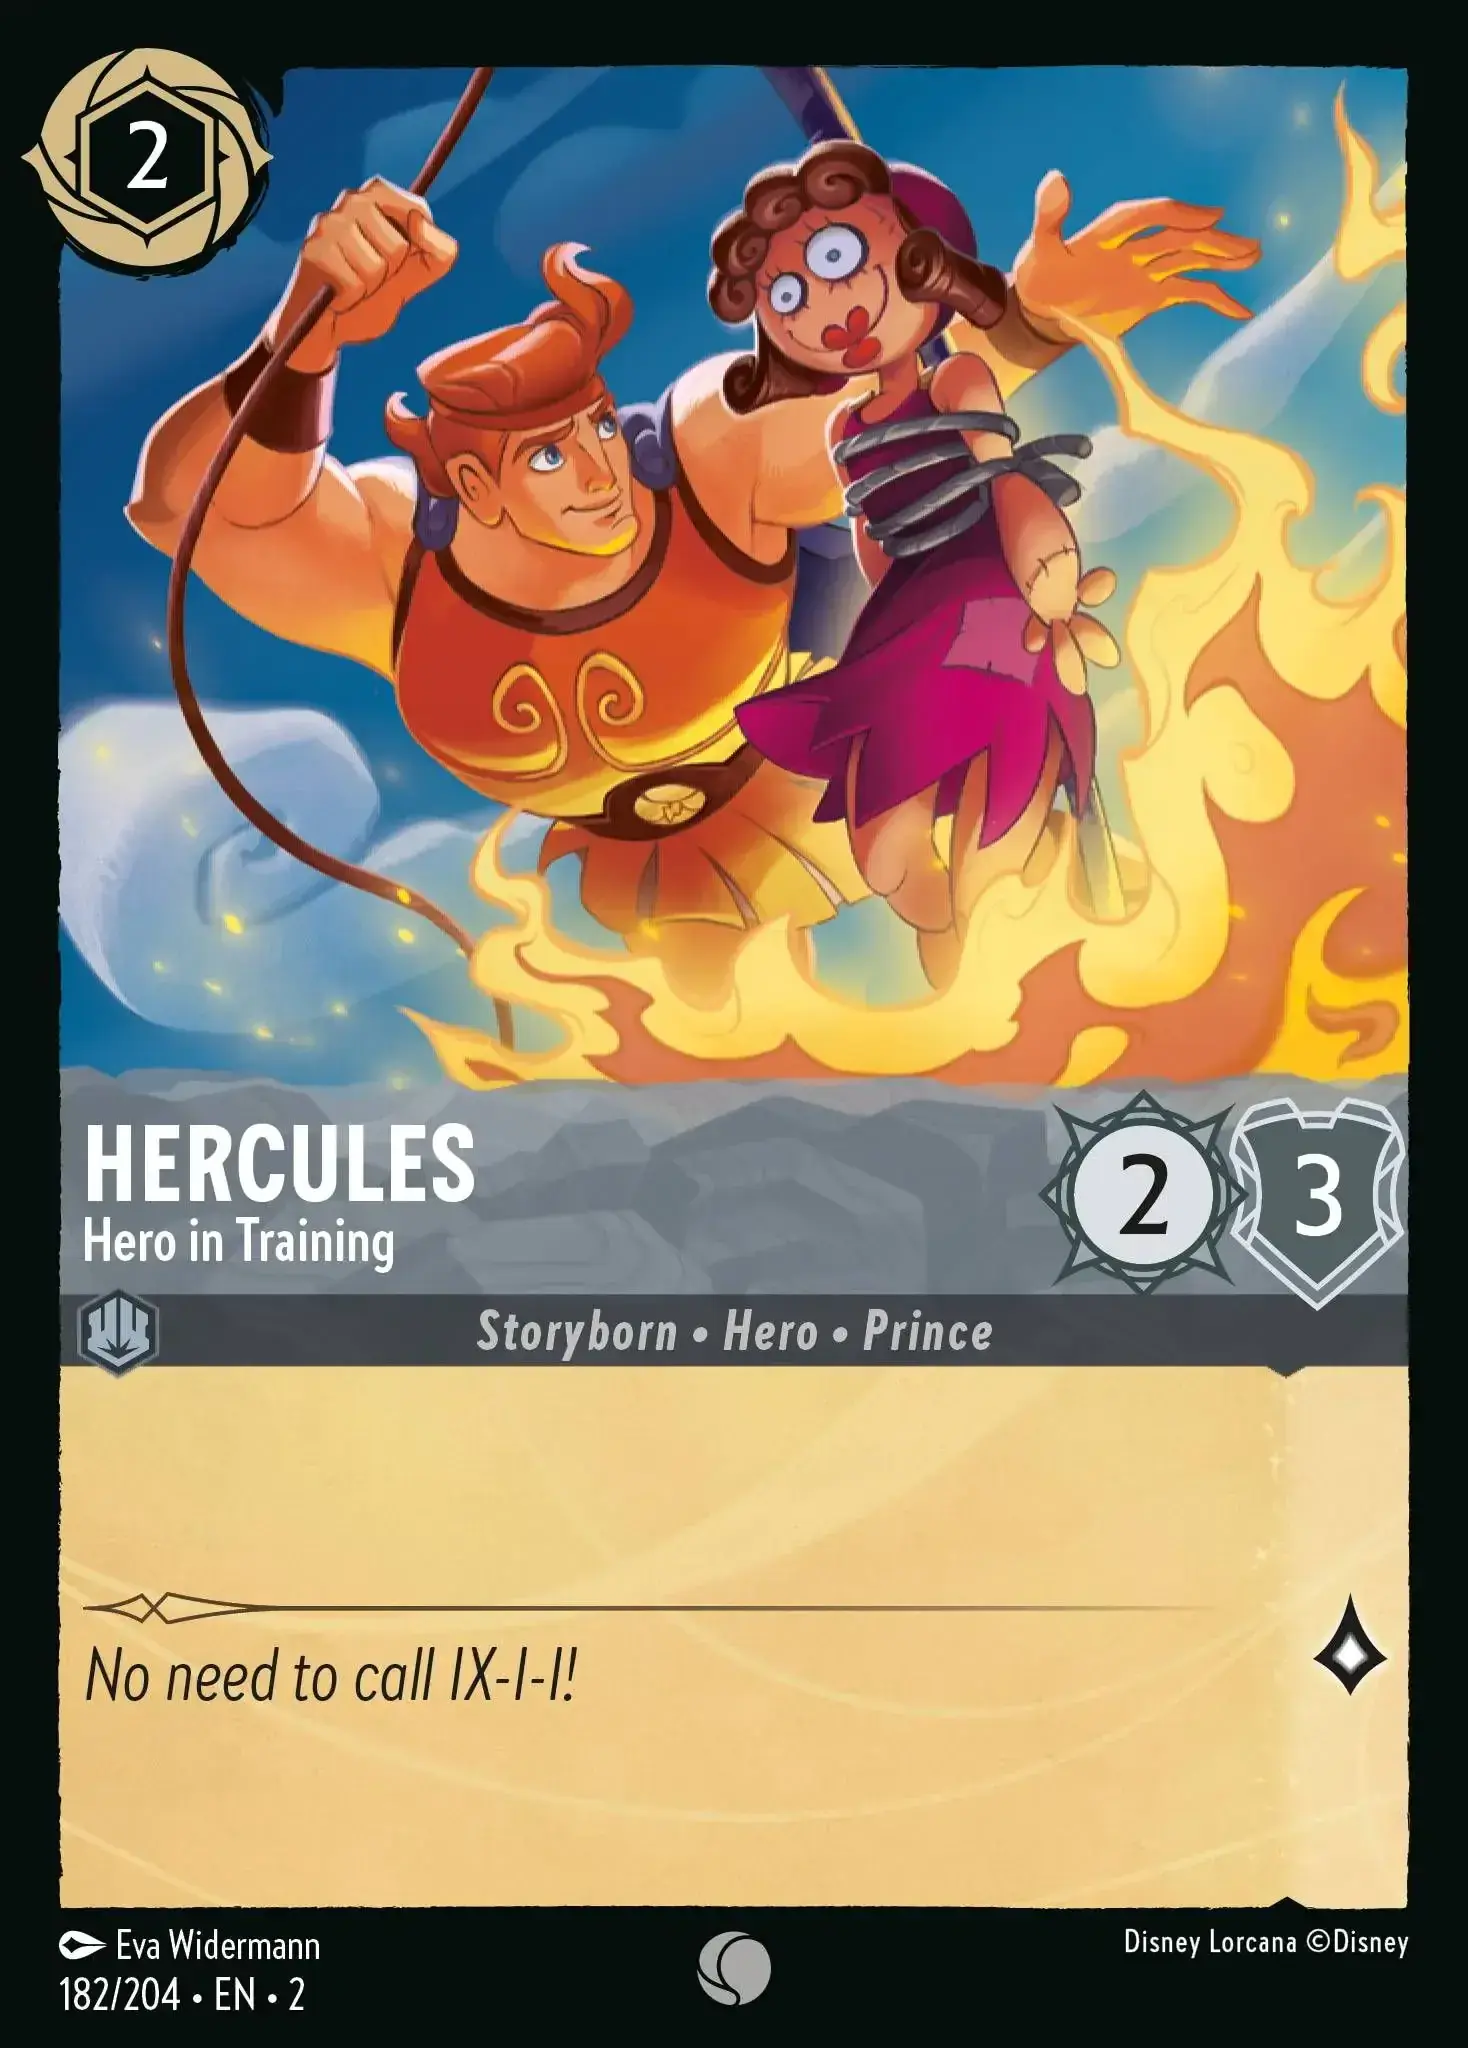 2
HERCULES
Hero in Training
2
3
Storyborn • Hero • Prince
No need to call IX-I-I!
Eva Widermann
182/204 • EN • 2
Disney Lorcana ©Disney